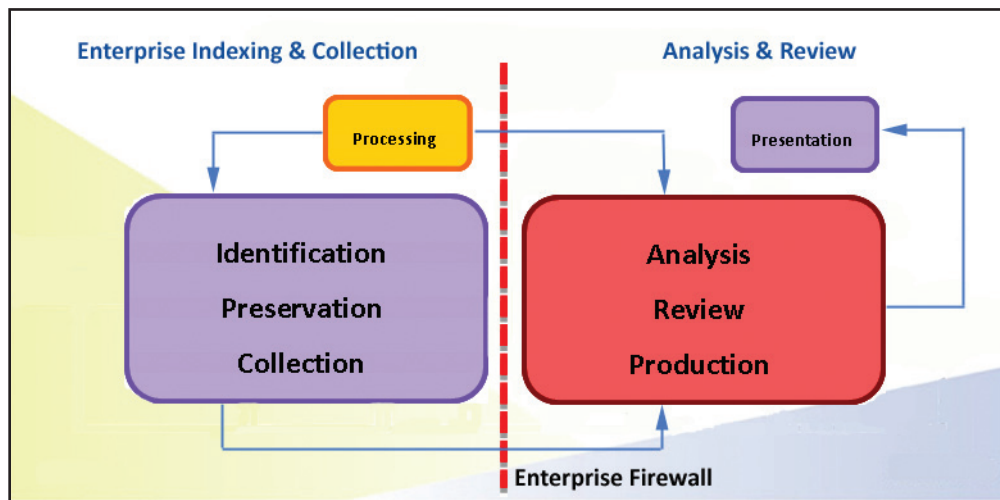 Enterprise Indexing & Collection
Analysis & Review
Processing
Presentation
Identification
Preservation
Collection
Analysis
Review
Production
Enterprise Firewall